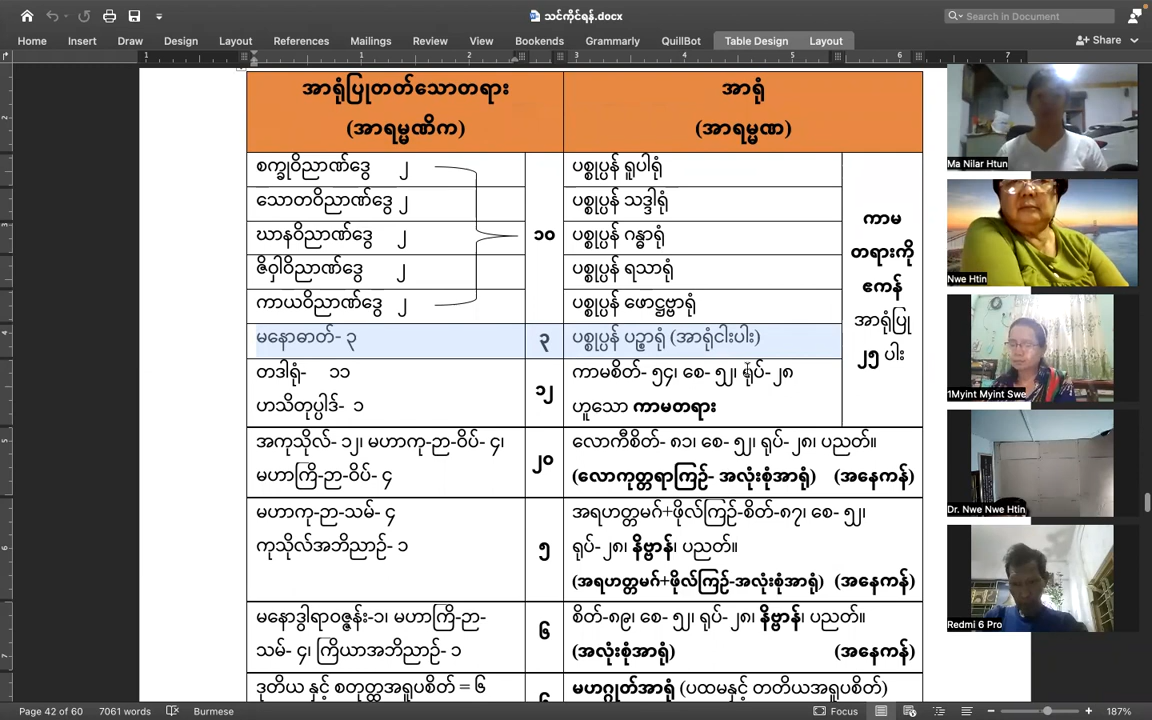 သင်ကိုင်ရန်.docx
Search in Document
Home Insert Draw Design Layout References Mailings Review View Bookends Grammarly QuillBot Table Design Layout
Share
အာရုံပြုတတ်သောတရား
(အာရမ္မဏိက)
အာရုံ
(အာရမ္မဏ)
စက္ခုဝိညာဏ်ဒွေ ၂
ပစ္စုပ္ပန် ရူပါရုံ
သောတဝိညာဏ်ဒွေ ၂
ပစ္စုပ္ပန် သဒ္ဒါရုံ
ဃာနဝိညာဏ်ဒွေ ၂
၁၀
ပစ္စုပ္ပန် ဂန္ဓာရုံ
ဇိဝှါဝိညာဏ်ဒွေ ၂
ပစ္စုပ္ပန် ရသာရုံ
ကာယဝိညာဏ်ဒွေ ၂
ပစ္စုပ္ပန် ဖောဋ္ဌဗ္ဗာရုံ
မနောဓာတ်- ၃
၃
ပစ္စုပ္ပန် ပဉ္စာရုံ (အာရုံငါးပါး)
ကာမ
တရားကို
ဧကန်
အာရုံပြု
၂၅ ပါး
တဒါရုံ- ၁၁
ဟသိတုပ္ပါဒ်- ၁
၁၂
ကာမစိတ်- ၅၄၊ စေ- ၅၂၊ ရုပ်-၂၈
ဟူသော ကာမတရား
အကုသိုလ်- ၁၂၊ မဟာကု-ဉာ-ဝိပ်- ၄၊
မဟာကြိ-ဉာ-ဝိပ်- ၄
၂၀
လောကီစိတ်- ၈၁၊ စေ- ၅၂၊ ရုပ်-၂၈၊ ပညတ်။
(လောကုတ္တရာကြဉ်- အလုံးစုံအာရုံ) (အနေကန်)
မဟာကု-ဉာ-သမ်- ၄
ကုသိုလ်အဘိညာဉ်- ၁
၅
အရဟတ္တမဂ်+ဖိုလ်ကြဉ်-စိတ်-၈၇၊ စေ- ၅၂၊
ရုပ်-၂၈၊ နိဗ္ဗာန်၊ ပညတ်။
(အရဟတ္တမဂ်+ဖိုလ်ကြဉ်-အလုံးစုံအာရုံ) (အနေကန်)
မနောဒွါရာဝဇ္ဇန်း-၁၊ မဟာကြိ-ဉာ-
သမ်- ၄၊ ကြိယာအဘိညာဉ်- ၁
၆
စိတ်-၈၉၊ စေ- ၅၂၊ ရုပ်-၂၈၊ နိဗ္ဗာန်၊ ပညတ်။
(အလုံးစုံအာရုံ) (အနေကန်)
ဒုတိယ နှင့် စတုတ္ထအရူပစိတ် = ၆
မဟဂ္ဂုတ်အာရုံ (ပထမနှင့် တတိယအရူပစိတ်)
Ma Nilar Htun
Nwe Htin
1Myint Myint Swe
Dr. Nwe Nwe Htin
Redmi 6 Pro
Page 42 of 60 7061 words Burmese Focus 187%